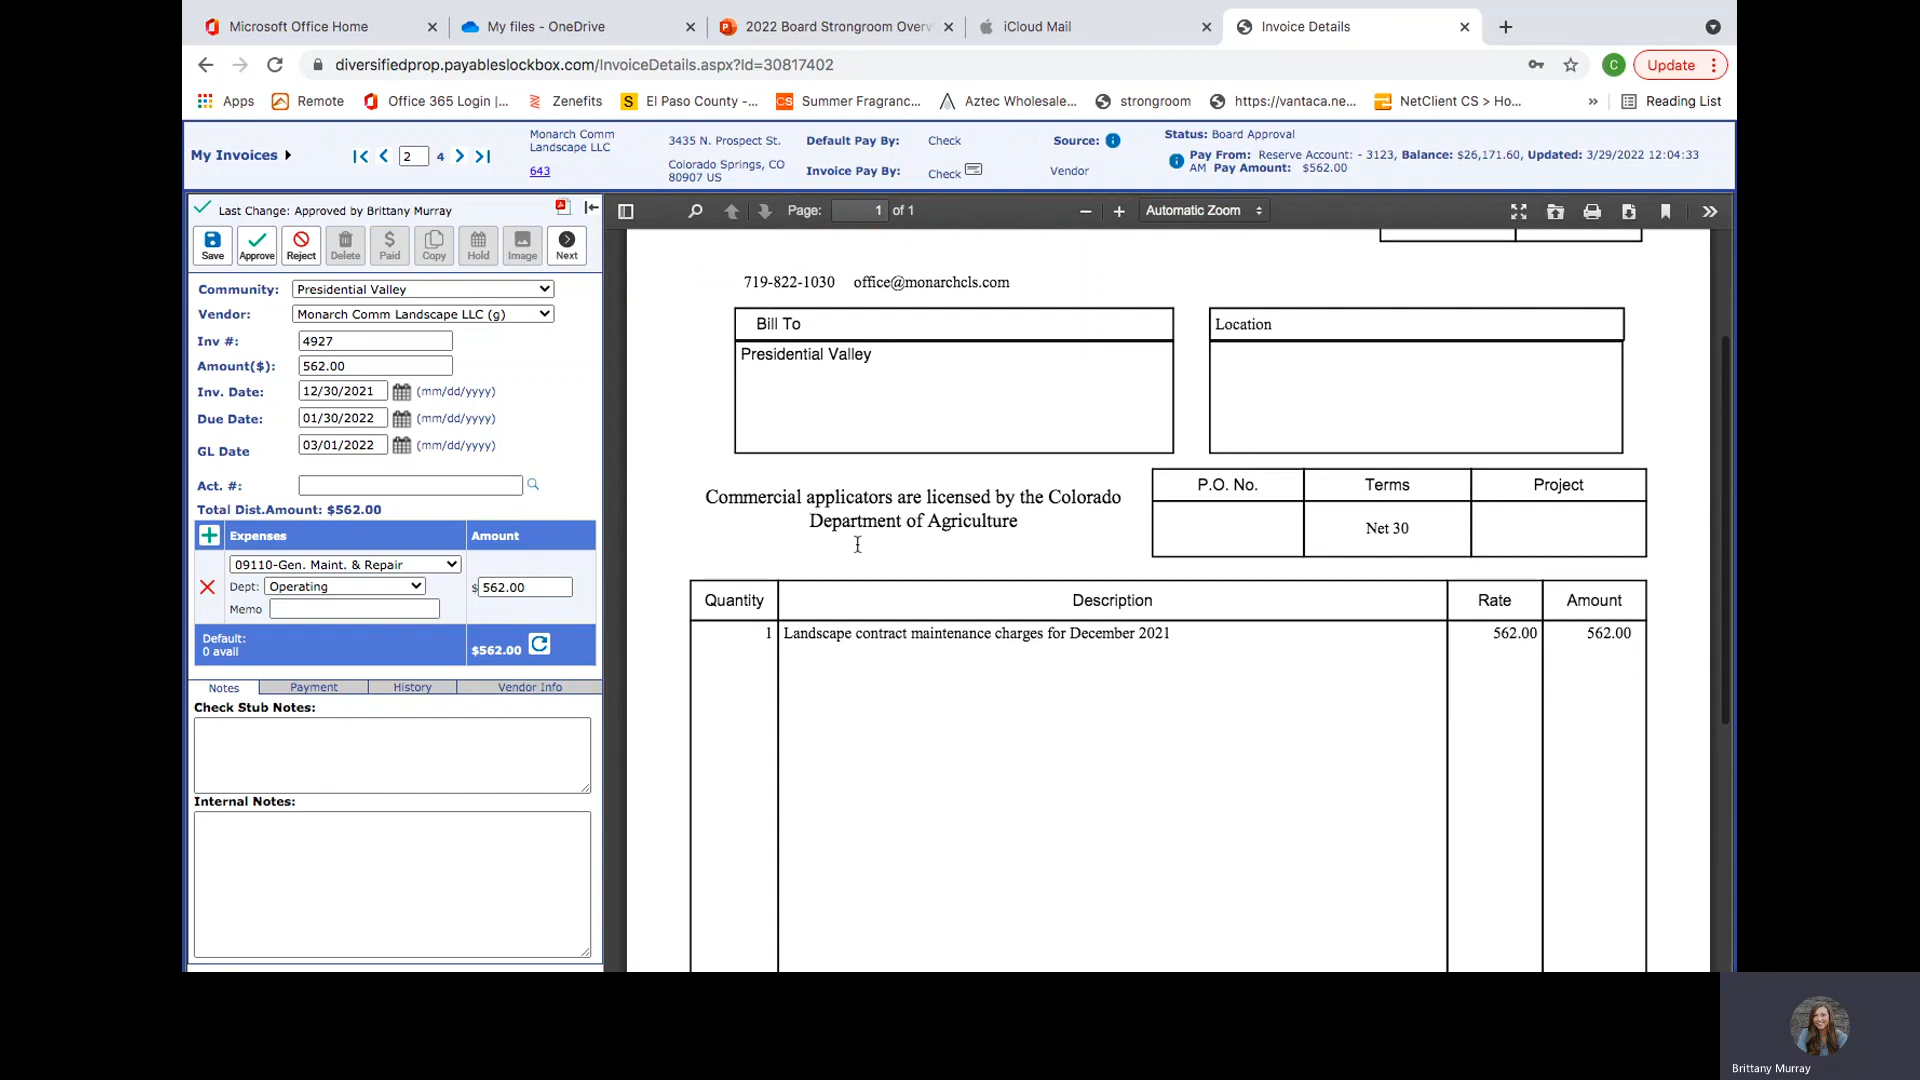 Microsoft Office Home
My files - OneDrive
2022 Board Strongroom Overv
iCloud Mail
Invoice Details
diversifiedprop.payableslockbox.com/InvoiceDetails.aspx?Id=30817402
C
Update
Apps
Remote
Office 365 Login |...
Zenefits
S
El Paso County -...
CS
Summer Fragranc...
Aztec Wholesale...
strongroom
https://vantaca.ne...
NetClient CS > Ho...
»
Reading List
My Invoices
2
4
Monarch Comm
Landscape LLC
643
3435 N. Prospect St.
Colorado Springs, CO
80907 US
Default Pay By:
Check
Invoice Pay By:
Check
Source:
Vendor
Status: Board Approval
Pay From: Reserve Account: - 3123, Balance: $26,171.60, Updated: 3/29/2022 12:04:33
AM Pay Amount: $562.00
Last Change: Approved by Brittany Murray
Save
Approve
Reject
Delete
Paid
Copy
Hold
Image
Next
Community:
Presidential Valley
Vendor:
Monarch Comm Landscape LLC (g)
Inv #:
4927
Amount($):
562.00
Inv. Date:
12/30/2021
(mm/dd/yyyy)
Due Date:
01/30/2022
(mm/dd/yyyy)
GL Date
03/01/2022
(mm/dd/yyyy)
Act. #:
Total Dist.Amount: $562.00
Expenses
Amount
09110-Gen. Maint. & Repair
Dept:
Operating
$
562.00
Memo
Default:
0 avail
$562.00
Notes
Payment
History
Vendor Info
Check Stub Notes:
Internal Notes:
Page:
1
of 1
Automatic Zoom
719-822-1030
office@monarchcls.com
Bill To
Presidential Valley
Location
Commercial applicators are licensed by the Colorado
Department of Agriculture
P.O. No.
Terms
Project
Net 30
Quantity
Description
Rate
Amount
1
Landscape contract maintenance charges for December 2021
562.00
562.00
Brittany Murray